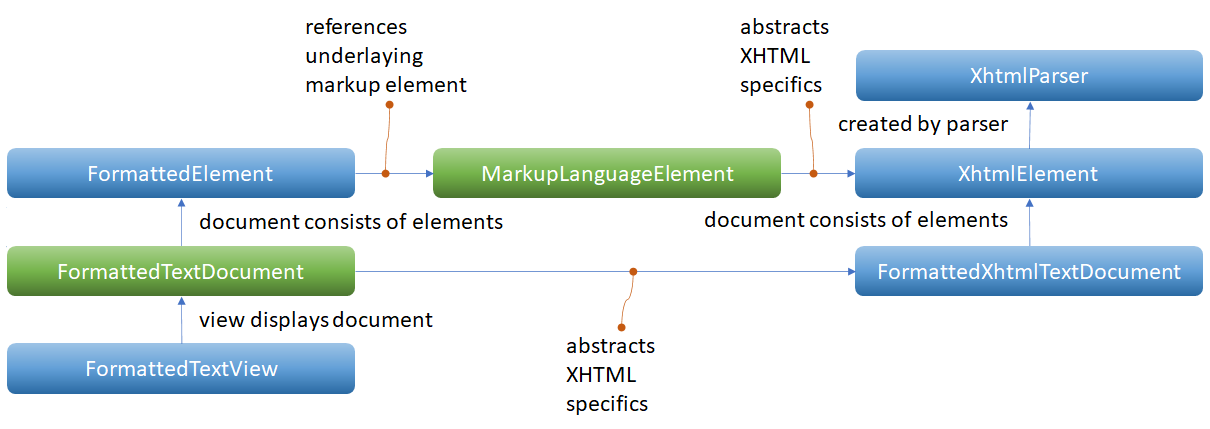 references
underlaying
markup element
abstracts
XHTML
specifics
XhtmlParser
created by parser
FormattedElement
MarkupLanguageElement
XhtmlElement
document consists of elements
document consists of elements
FormattedTextDocument
FormattedXhtmlTextDocument
view displays document
abstracts
XHTML
specifics
FormattedTextView